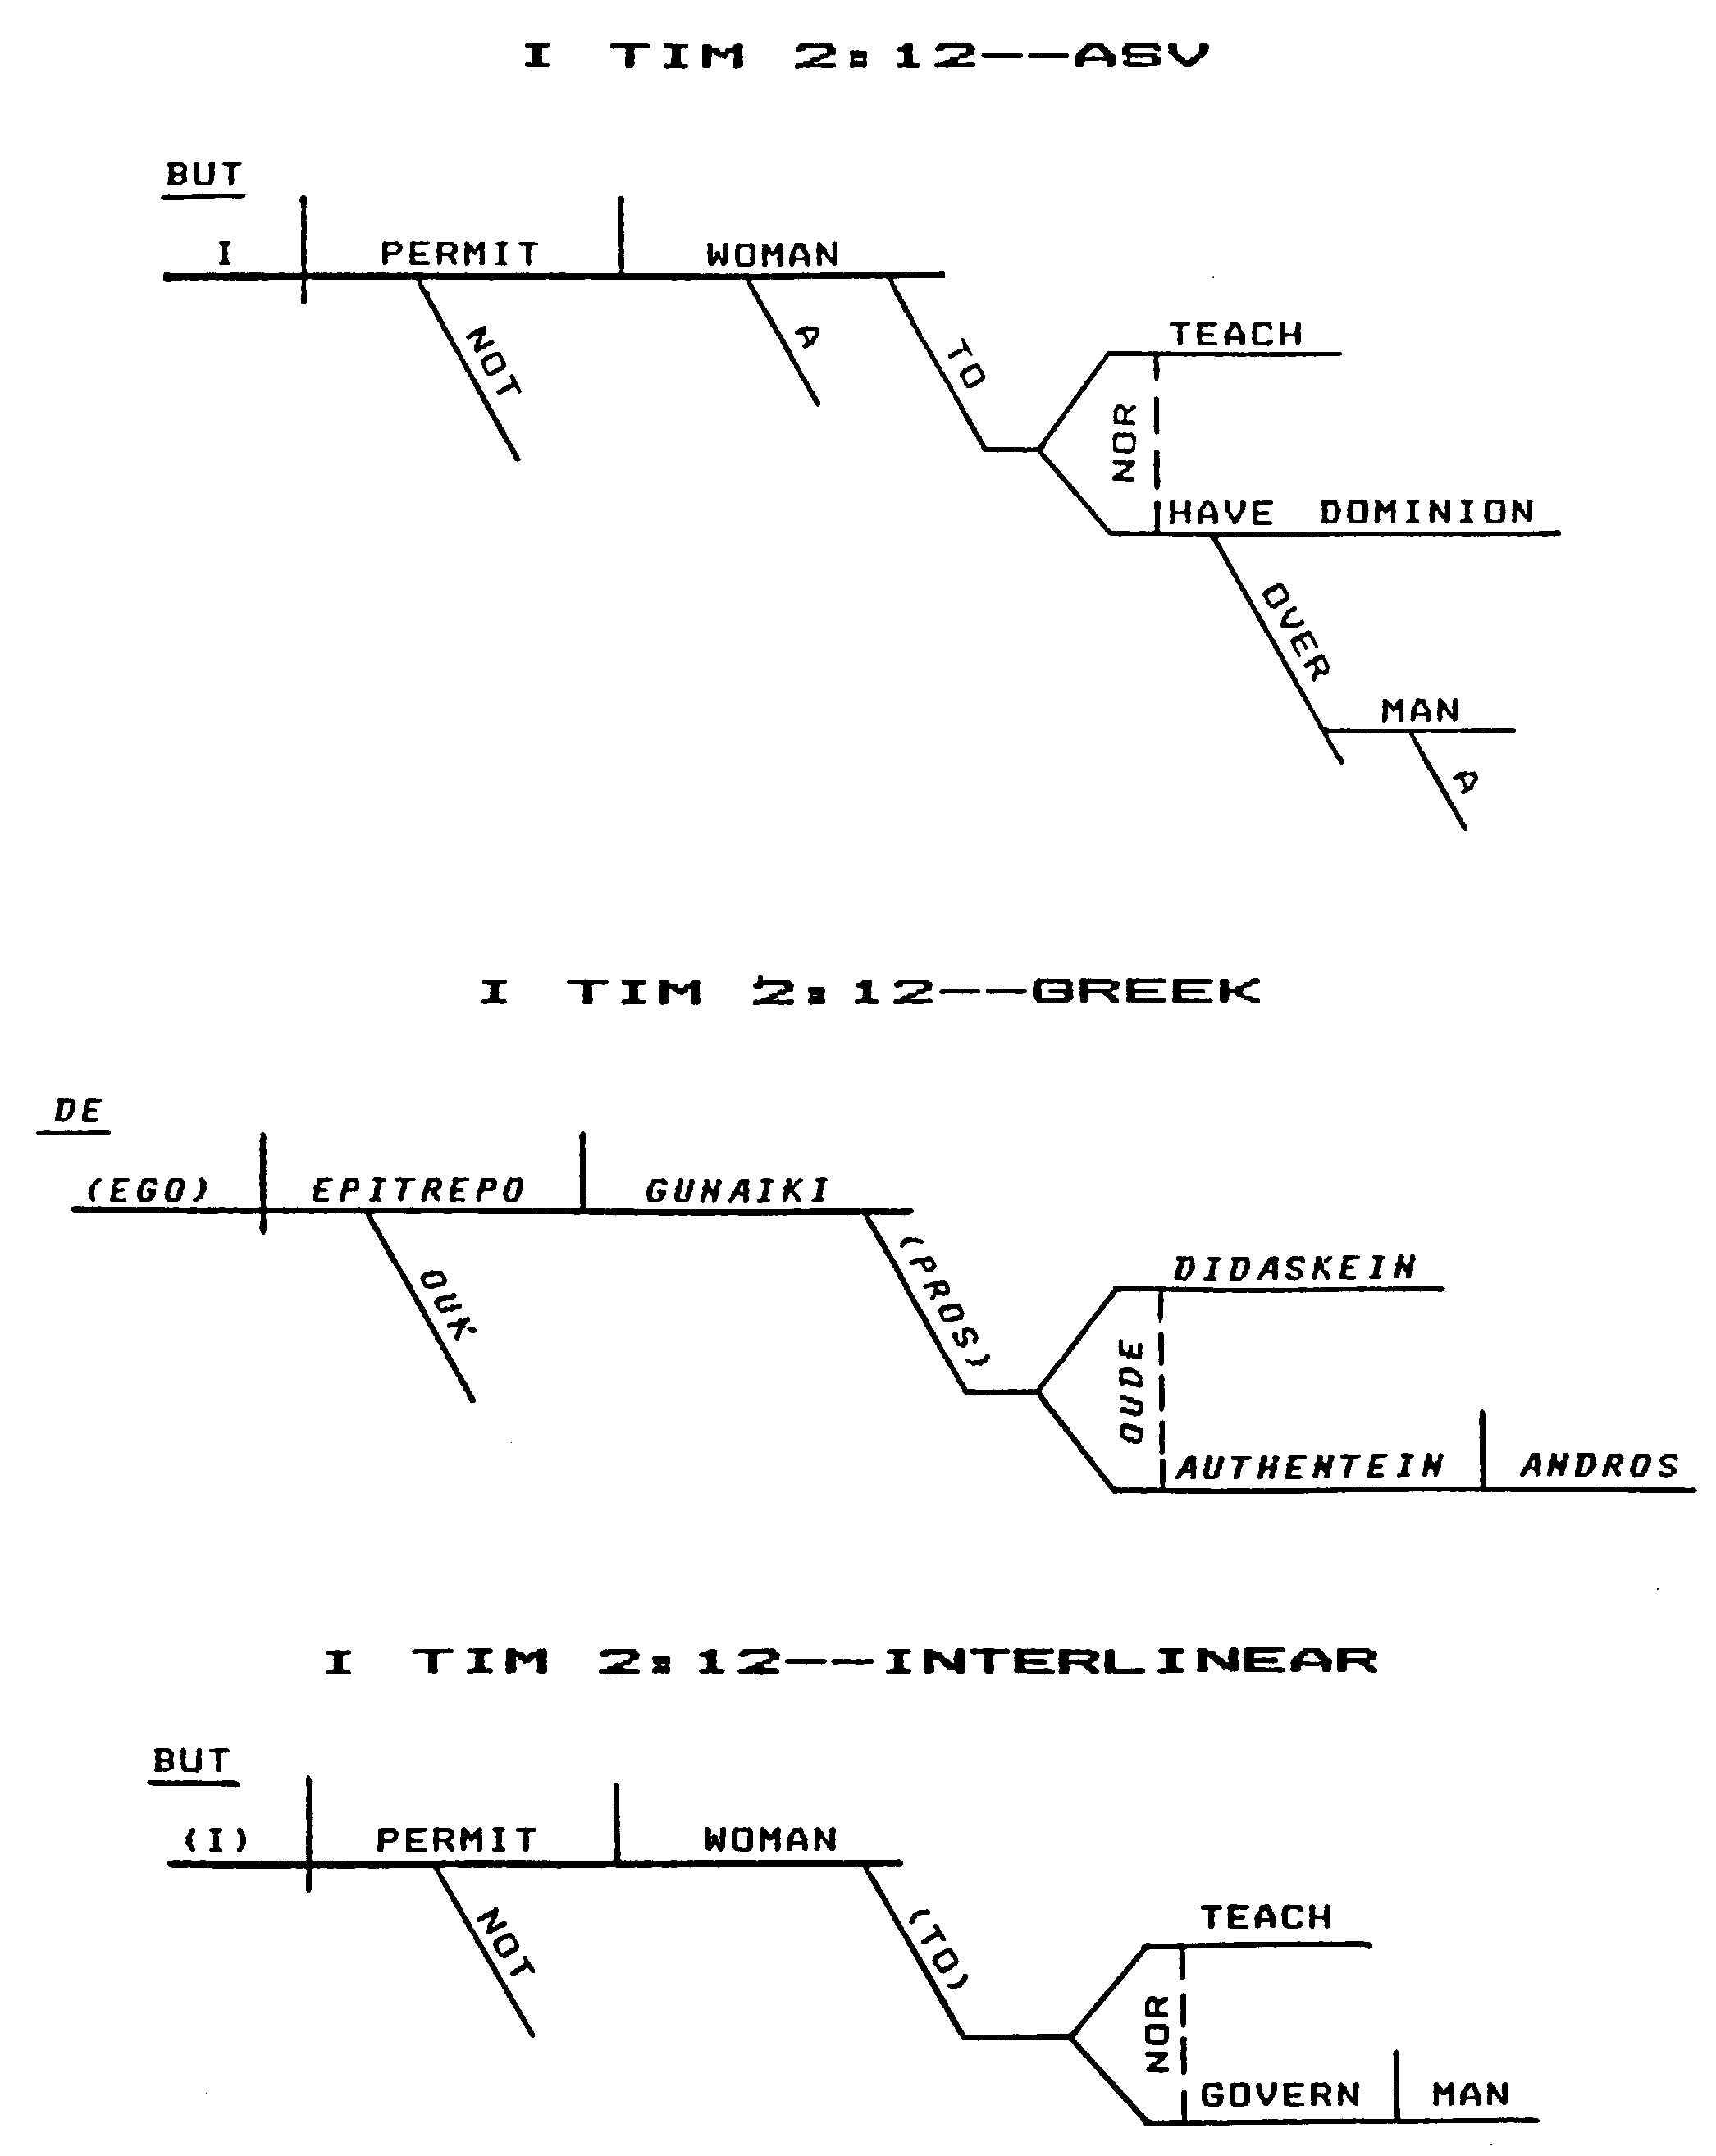 I TIM 2:12--ASV
BUT
I PERMIT WOMAN
NOT
A
TO
TEACH
NOR
HAVE DOMINION
OVER
MAN
A
I TIM 2:12--GREEK
DE
(EGO) EPITREPO GUNAIKI
OUK
(PROS)
DIDASKEIN
OUDE
AUTHENTEIN ANDROS
I TIM 2:12--INTERLINEAR
BUT
(I) PERMIT WOMAN
NOT
(TO)
TEACH
NOR
GOVERN MAN